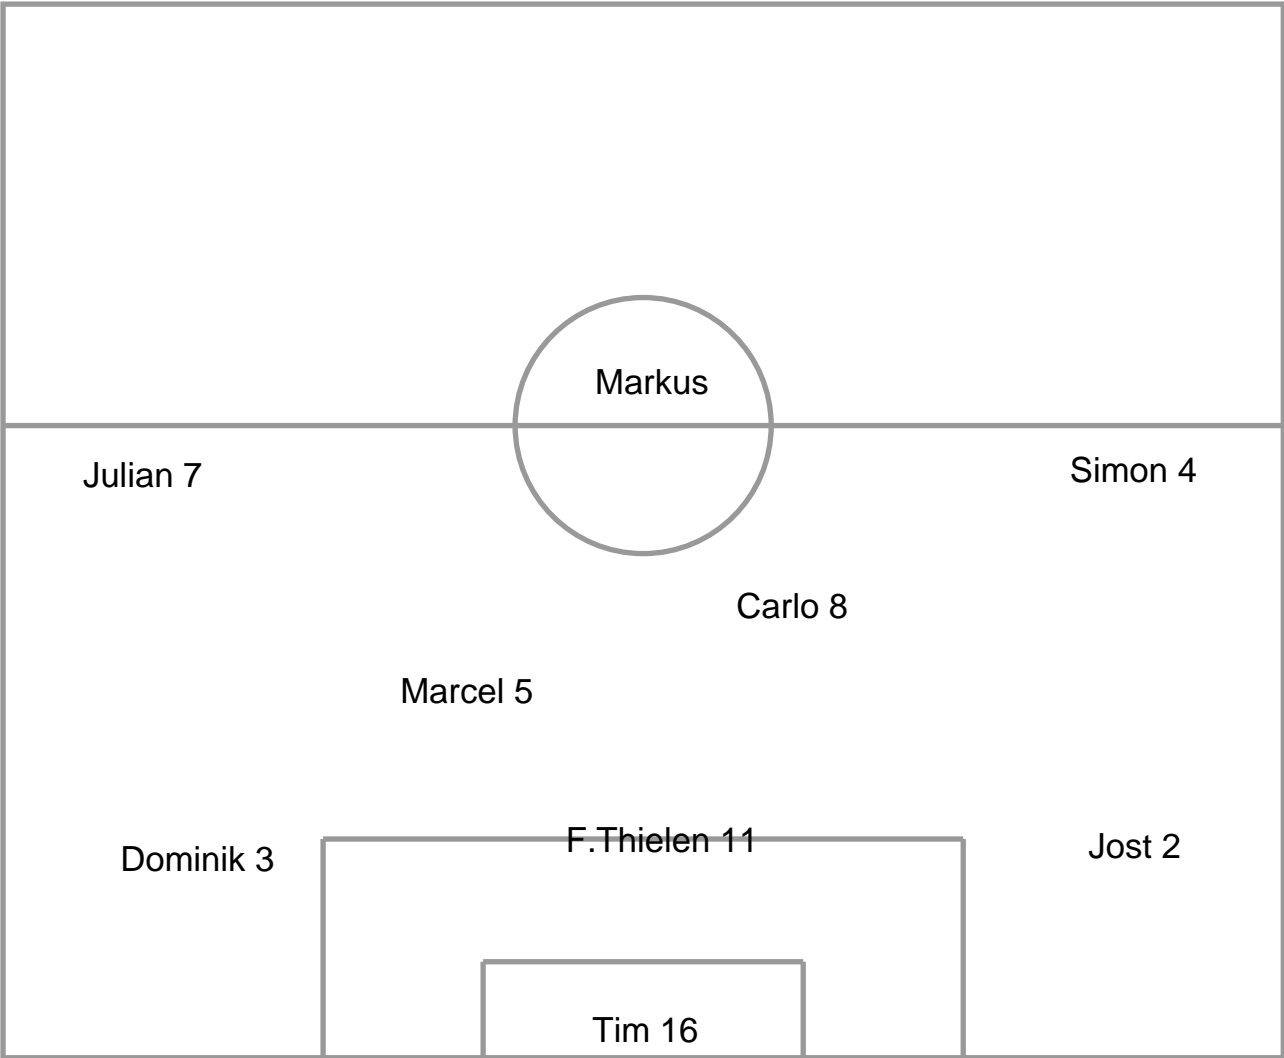 Markus
Julian 7
Simon 4
Carlo 8
Marcel 5
F.Thielen 11
Dominik 3
Jost 2
Tim 16